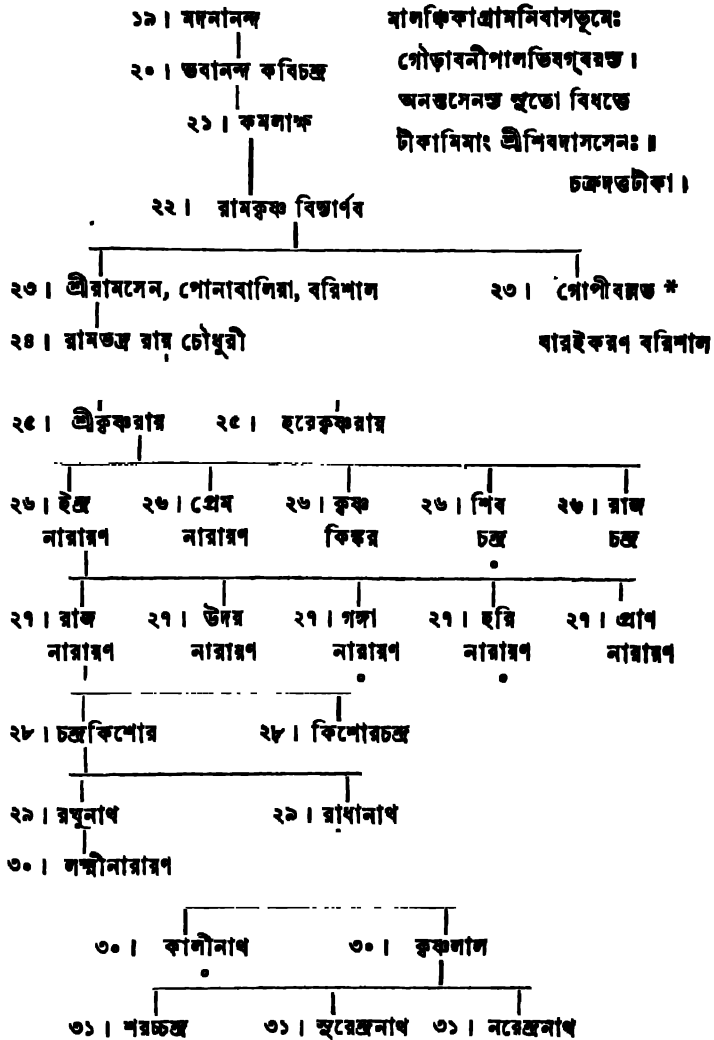 ১৯। মদনানন্দ
২০। ভবানন্দ কবিচন্দ্র
২১। কমলাক্ষ
মালঞ্চিকাগ্রামনিবাসভূমেঃ
গৌড়াবনীপালভিষগ্বরস্য।
অনন্তসেনস্য সুতো বিধত্তে
টীকামিমাং শ্রীশিবদাসসেনঃ॥
চক্রদত্তটীকা।
২২। রামকৃষ্ণ বিদ্যার্ণব
২৩। শ্রীরামসেন, পোনাবালিয়া, বরিশাল ২৩। গোপীবল্লভ *
২৪। রামভদ্র রায় চৌধুরী বারইকরণ বরিশাল
২৫। শ্রীকৃষ্ণরায় ২৫। হরেকৃষ্ণরায়
২৬। ইন্দ্র ২৬। প্রেম ২৬। কৃষ্ণ ২৬। শিব ২৬। রাজ
নারায়ণ নারায়ণ কিঙ্কর চন্দ্র চন্দ্র
২৭। রাজ ২৭। উদয় ২৭। গঙ্গা ২৭। হরি ২৭। প্রাণ
নারায়ণ নারায়ণ নারায়ণ নারায়ণ নারায়ণ
২৮। চন্দ্রকিশোর ২৮। কিশোরচন্দ্র
২৯। রঘুনাথ ২৯। রাধানাথ
৩০। লক্ষ্মীনারায়ণ
৩০। কালীনাথ ৩০। কৃষ্ণলাল
৩১। শরচ্চন্দ্র ৩১। সুরেন্দ্রনাথ ৩১। নরেন্দ্রনাথ